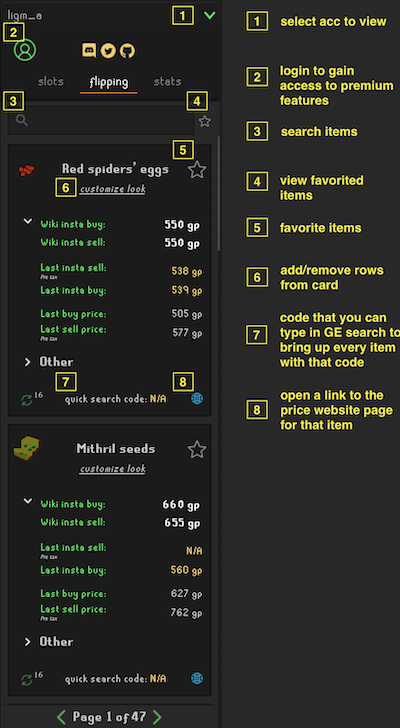 ligm_a
1
2
slots
flipping
stats
3
4
5
Red spiders' eggs
6
customize look
Wiki insta buy:
550 gp
Wiki insta sell:
550 gp
Last insta sell:
538 gp
Pre tax
Last insta buy:
539 gp
Last buy price:
505 gp
Last sell price:
577 gp
Pre tax
Other
7
8
16
quick search code: N/A
Mithril seeds
customize look
Wiki insta buy:
660 gp
Wiki insta sell:
655 gp
Last insta sell:
N/A
Pre tax
Last insta buy:
560 gp
Last buy price:
627 gp
Last sell price:
762 gp
Pre tax
Other
16
quick search code: N/A
Page 1 of 47
1
select acc to view
2
login to gain
access to premium
features
3
search items
4
view favorited
items
5
favorite items
6
add/remove rows
from card
7
code that you can
type in GE search to
bring up every item
with that code
8
open a link to the
price website page
for that item